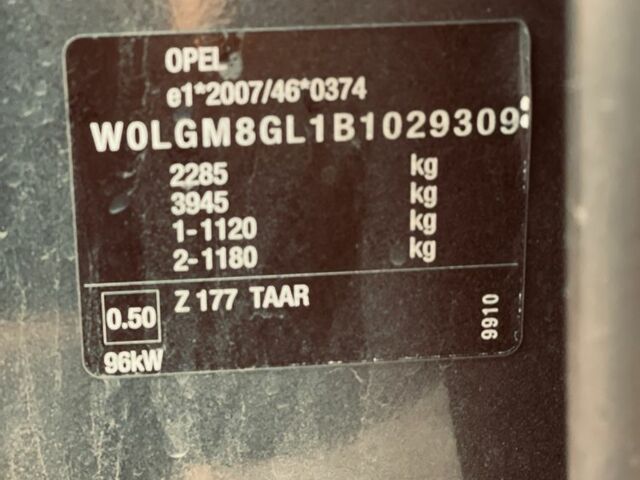 OPEL
e1*2007/46*0374
W0LGM8GL1B1029309
2285 kg
3945 kg
1-1120 kg
2-1180 kg
0.50 Z 177 TAAR
96kW
9910